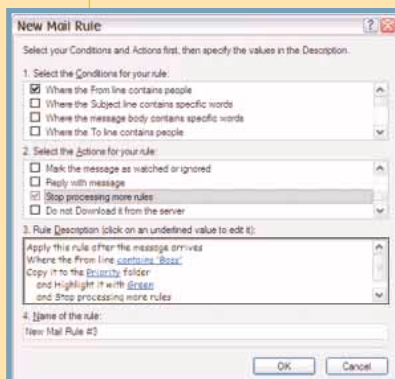 New Mail Rule
Select your Conditions and Actions first, then specify the values in the Description.
1. Select the Conditions for your rule:
Where the From line contains people
Where the Subject line contains specific words
Where the message body contains specific words
Where the To line contains people
2. Select the Actions for your rule:
Mark the message as watched or ignored
Reply with message
Stop processing more rules
Do not Download it from the server
3. Rule Description (click on an undefined value to edit it):
Apply this rule after the message arrives
Where the From line contains 'Boss'
Copy it to the Priority folder
and Highlight it with Green
and Stop processing more rules
4. Name of the rule:
New Mail Rule #3
OK Cancel